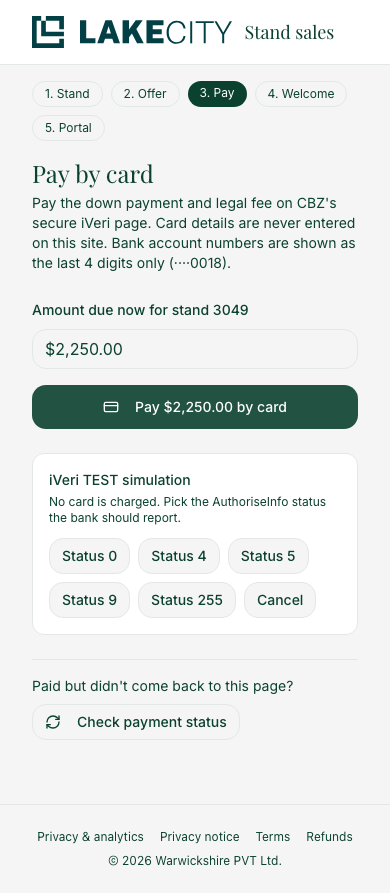 LAKECITY Stand sales
1. Stand
2. Offer
3. Pay
4. Welcome
5. Portal
Pay by card
Pay the down payment and legal fee on CBZ's
secure iVeri page. Card details are never entered
on this site. Bank account numbers are shown as
the last 4 digits only (····0018).
Amount due now for stand 3049
$2,250.00
Pay $2,250.00 by card
iVeri TEST simulation
No card is charged. Pick the AuthoriseInfo status
the bank should report.
Status 0
Status 4
Status 5
Status 9
Status 255
Cancel
Paid but didn't come back to this page?
Check payment status
Privacy & analytics
Privacy notice
Terms
Refunds
© 2026 Warwickshire PVT Ltd.